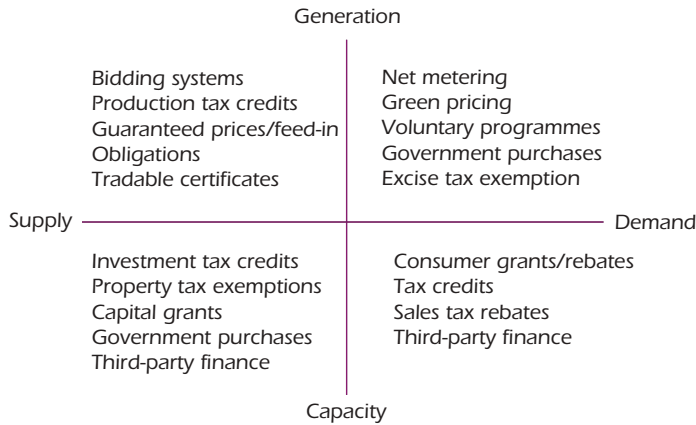 Generation
Bidding systems
Production tax credits
Guaranteed prices/feed-in
Obligations
Tradable certificates
Net metering
Green pricing
Voluntary programmes
Government purchases
Excise tax exemption
Supply
Demand
Investment tax credits
Property tax exemptions
Capital grants
Government purchases
Third-party finance
Consumer grants/rebates
Tax credits
Sales tax rebates
Third-party finance
Capacity